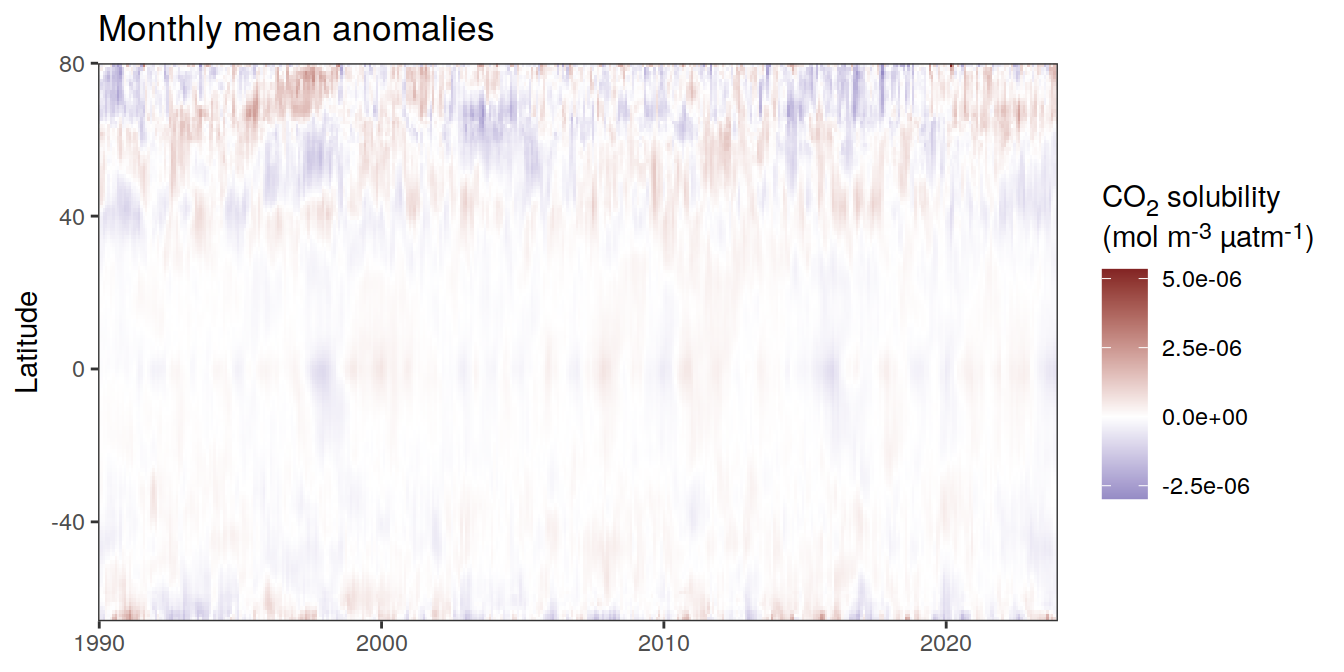 Monthly mean anomalies
80
40
0
-40
Latitude
1990
2000
2010
2020
CO₂ solubility
(mol m⁻³ µatm⁻¹)
5.0e-06
2.5e-06
0.0e+00
-2.5e-06